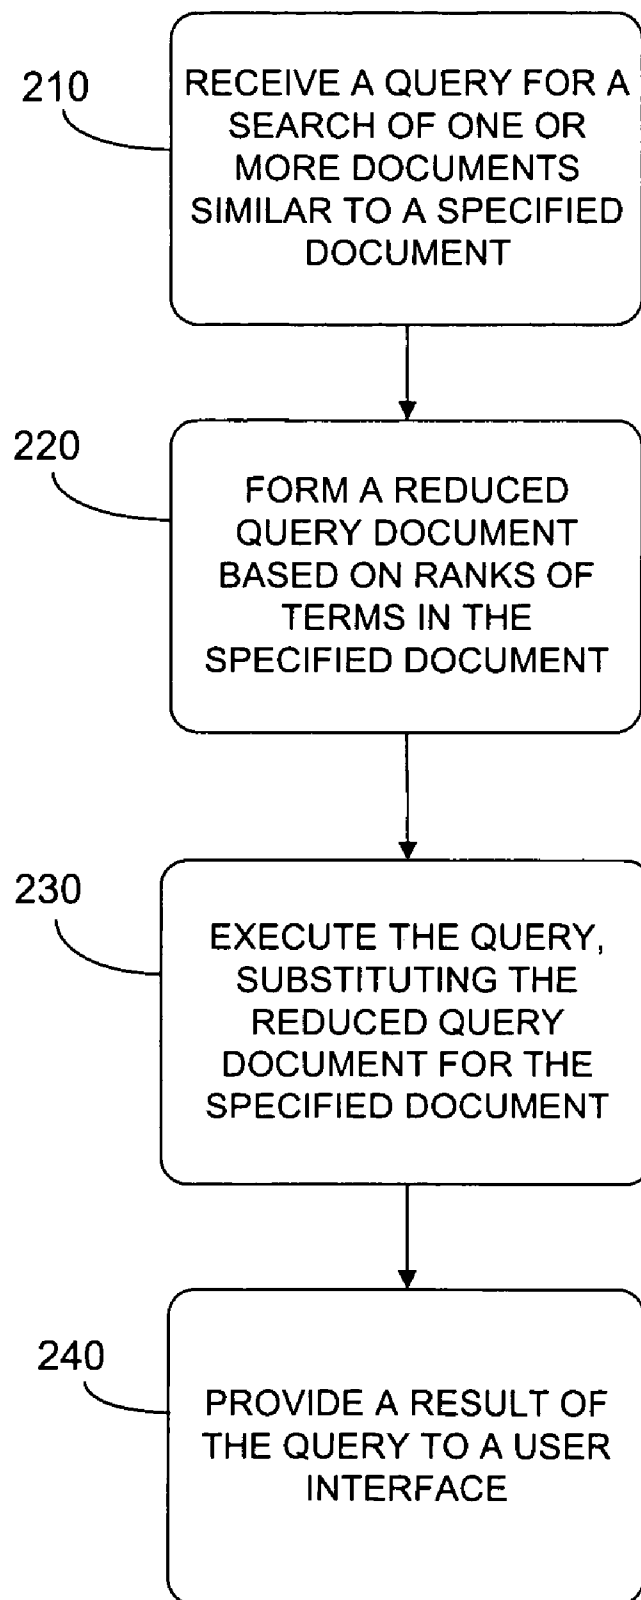 210
RECEIVE A QUERY FOR A
SEARCH OF ONE OR
MORE DOCUMENTS
SIMILAR TO A SPECIFIED
DOCUMENT
220
FORM A REDUCED
QUERY DOCUMENT
BASED ON RANKS OF
TERMS IN THE
SPECIFIED DOCUMENT
230
EXECUTE THE QUERY,
SUBSTITUTING THE
REDUCED QUERY
DOCUMENT FOR THE
SPECIFIED DOCUMENT
240
PROVIDE A RESULT OF
THE QUERY TO A USER
INTERFACE